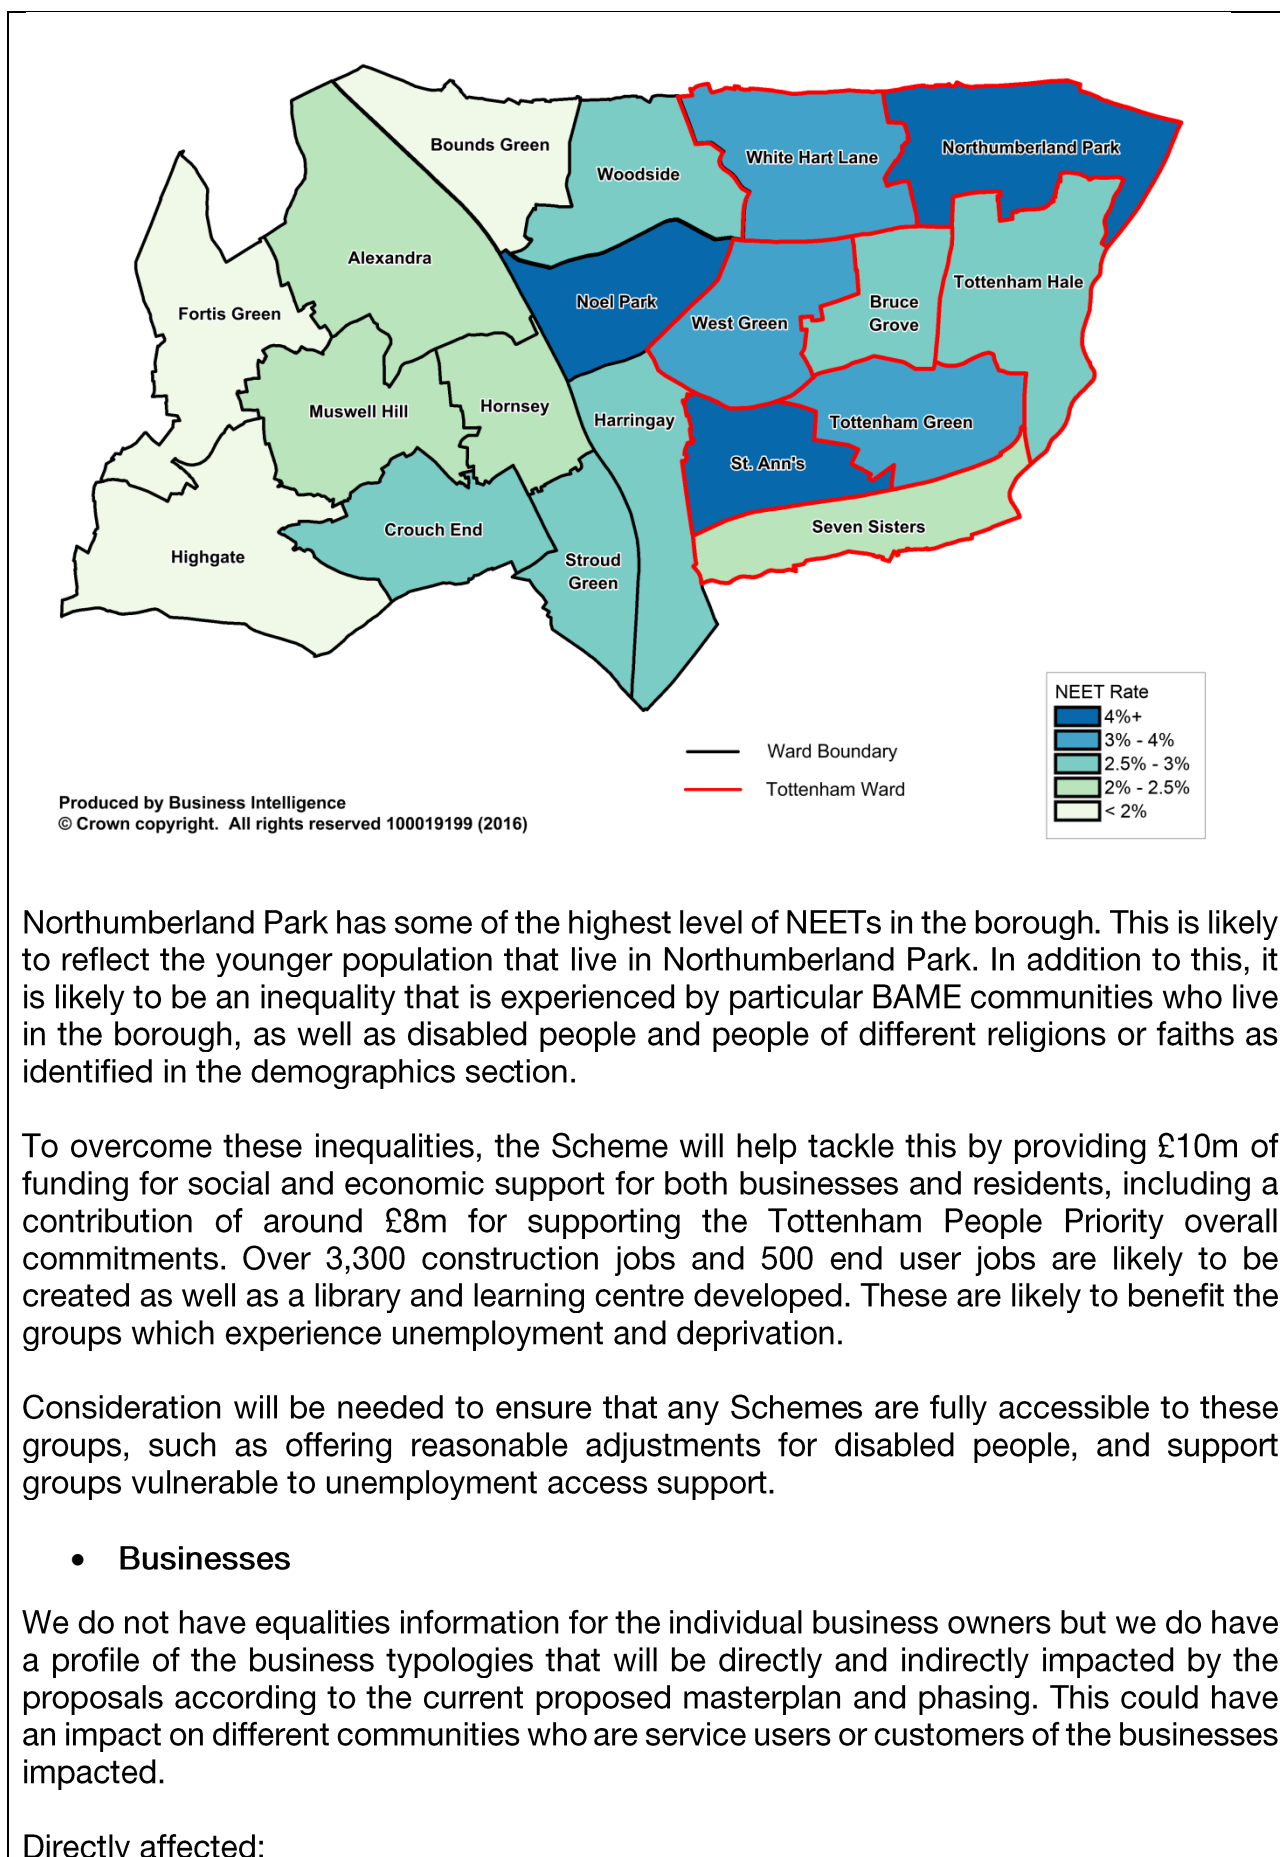 Bounds Green
Woodside
White Hart Lane
Northumberland Park
Alexandra
Noel Park
Tottenham Hale
Fortis Green
West Green
Bruce
Grove
Muswell Hill
Hornsey
Harringay
Tottenham Green
St. Ann's
Highgate
Crouch End
Stroud
Green
Seven Sisters
NEET Rate
4%+
3% - 4%
2.5% - 3%
2% - 2.5%
< 2%
Ward Boundary
Tottenham Ward
Produced by Business Intelligence
© Crown copyright. All rights reserved 100019199 (2016)
Northumberland Park has some of the highest level of NEETs in the borough. This is likely
to reflect the younger population that live in Northumberland Park. In addition to this, it
is likely to be an inequality that is experienced by particular BAME communities who live
in the borough, as well as disabled people and people of different religions or faiths as
identified in the demographics section.
To overcome these inequalities, the Scheme will help tackle this by providing £10m of
funding for social and economic support for both businesses and residents, including a
contribution of around £8m for supporting the Tottenham People Priority overall
commitments. Over 3,300 construction jobs and 500 end user jobs are likely to be
created as well as a library and learning centre developed. These are likely to benefit the
groups which experience unemployment and deprivation.
Consideration will be needed to ensure that any Schemes are fully accessible to these
groups, such as offering reasonable adjustments for disabled people, and support
groups vulnerable to unemployment access support.
• Businesses
We do not have equalities information for the individual business owners but we do have
a profile of the business typologies that will be directly and indirectly impacted by the
proposals according to the current proposed masterplan and phasing. This could have
an impact on different communities who are service users or customers of the businesses
impacted.
Directly affected: